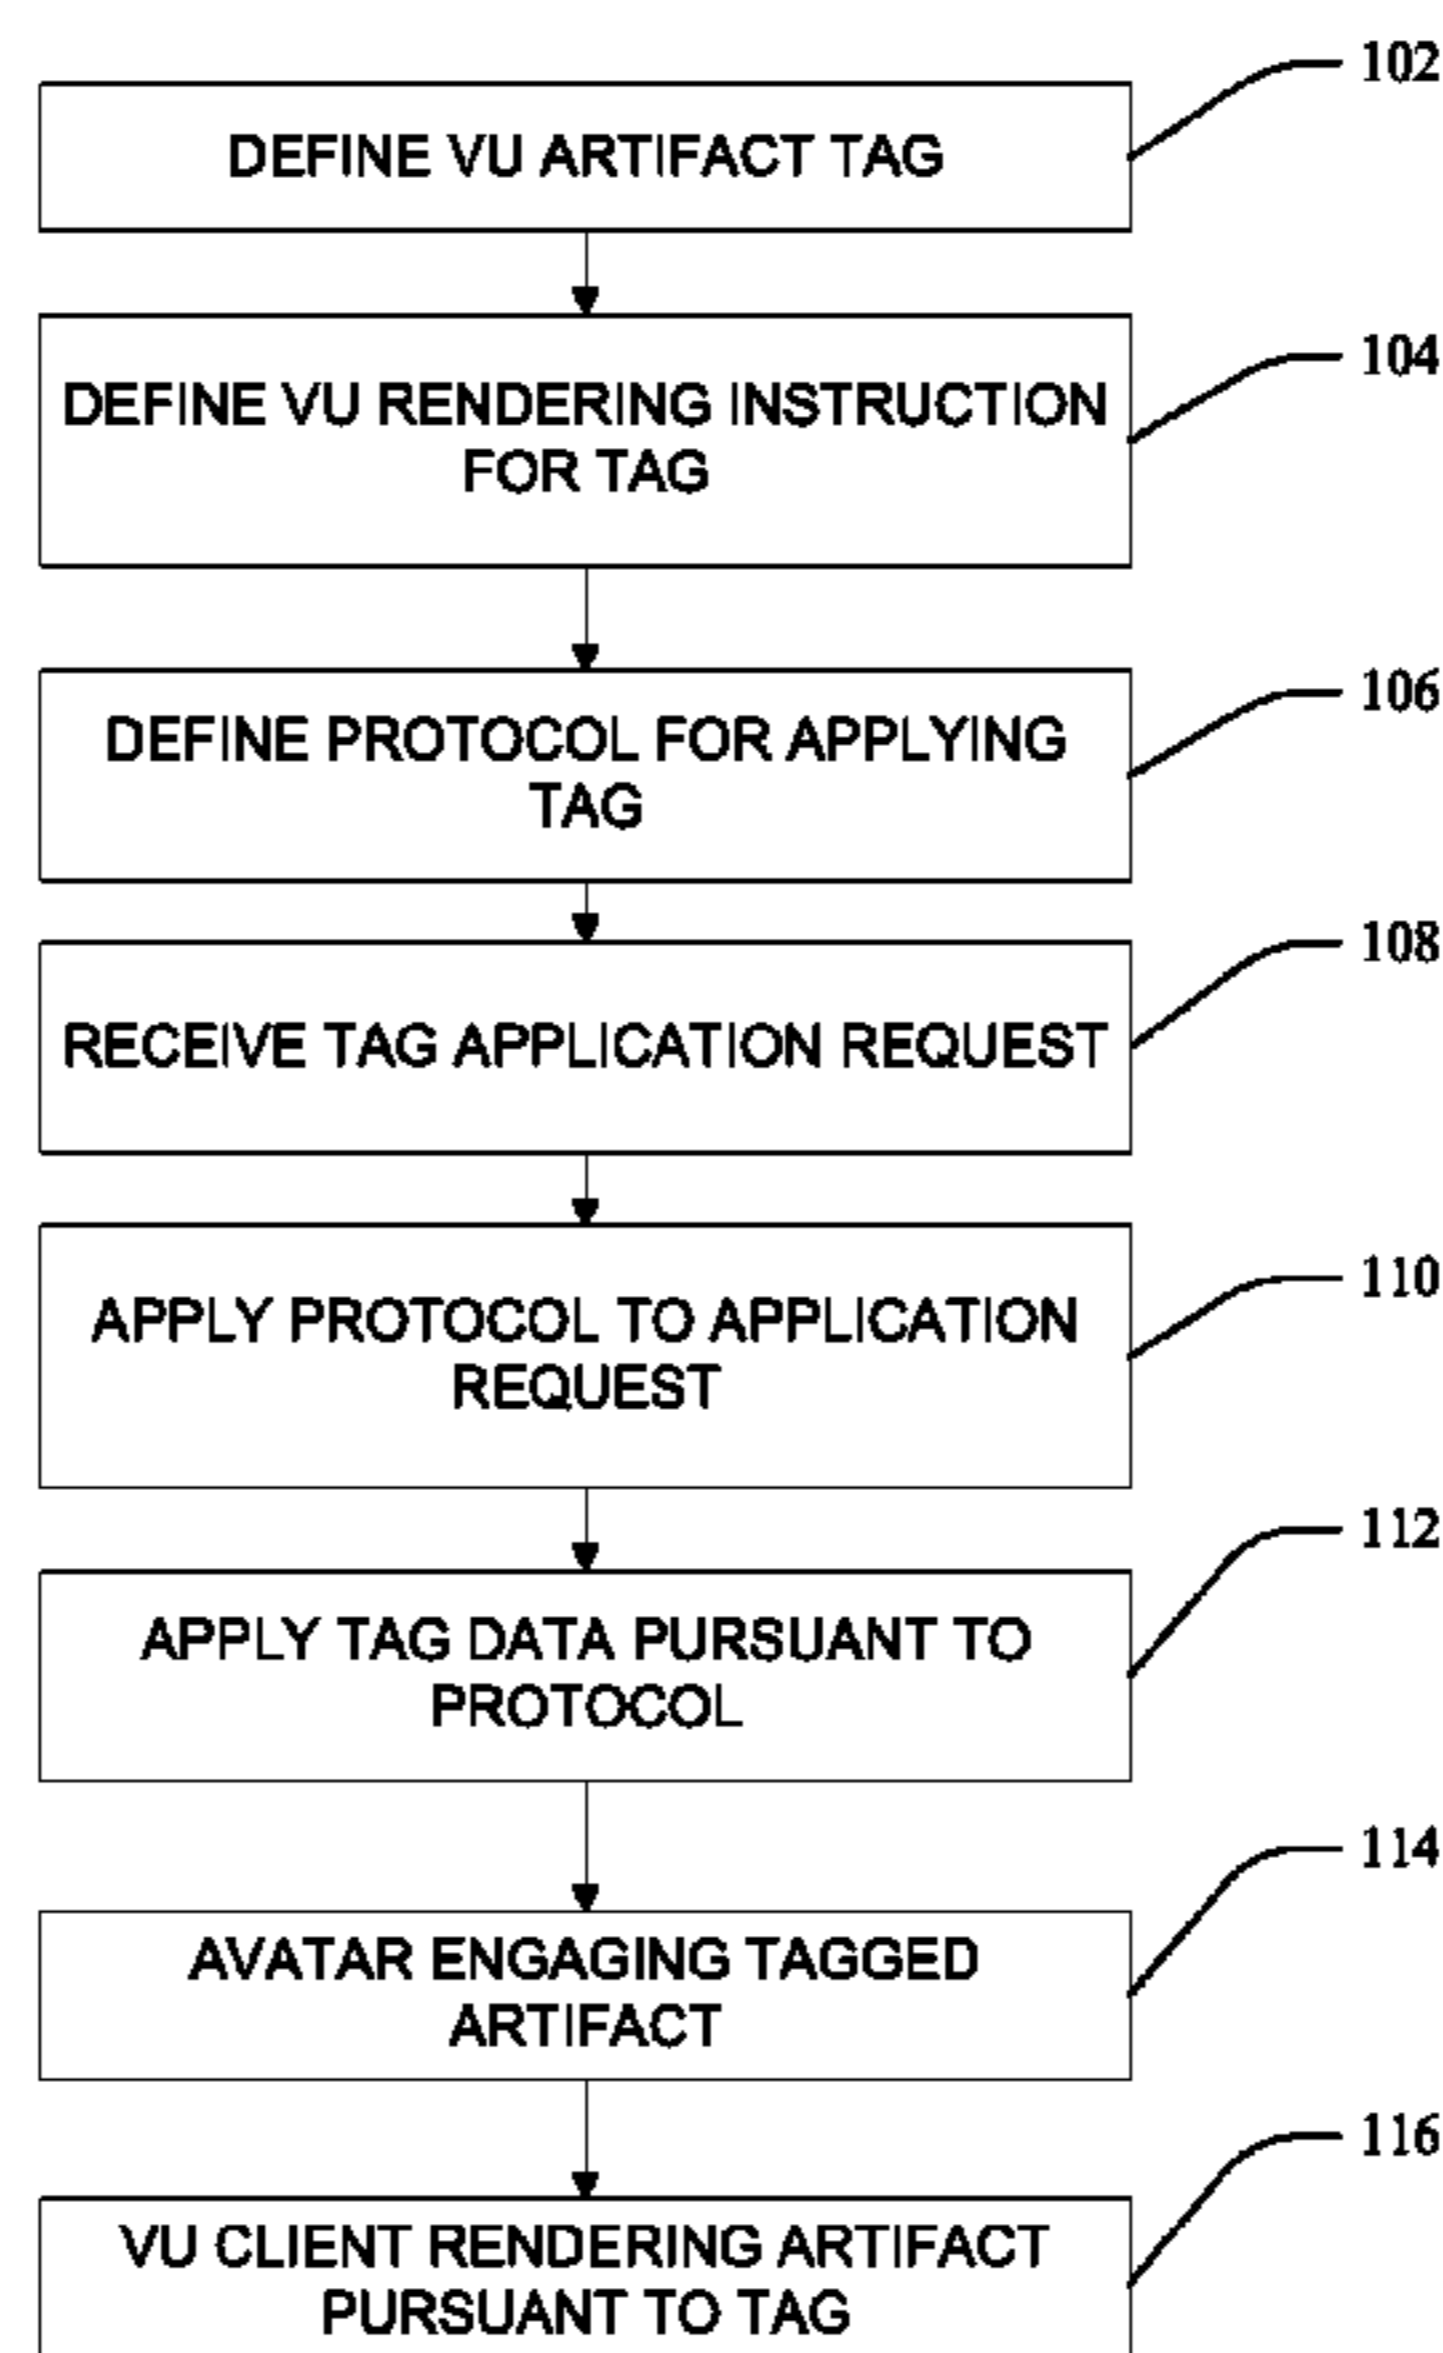 102
DEFINE VU ARTIFACT TAG
104
DEFINE VU RENDERING INSTRUCTION
FOR TAG
106
DEFINE PROTOCOL FOR APPLYING
TAG
108
RECEIVE TAG APPLICATION REQUEST
110
APPLY PROTOCOL TO APPLICATION
REQUEST
112
APPLY TAG DATA PURSUANT TO
PROTOCOL
114
AVATAR ENGAGING TAGGED
ARTIFACT
116
VU CLIENT RENDERING ARTIFACT
PURSUANT TO TAG